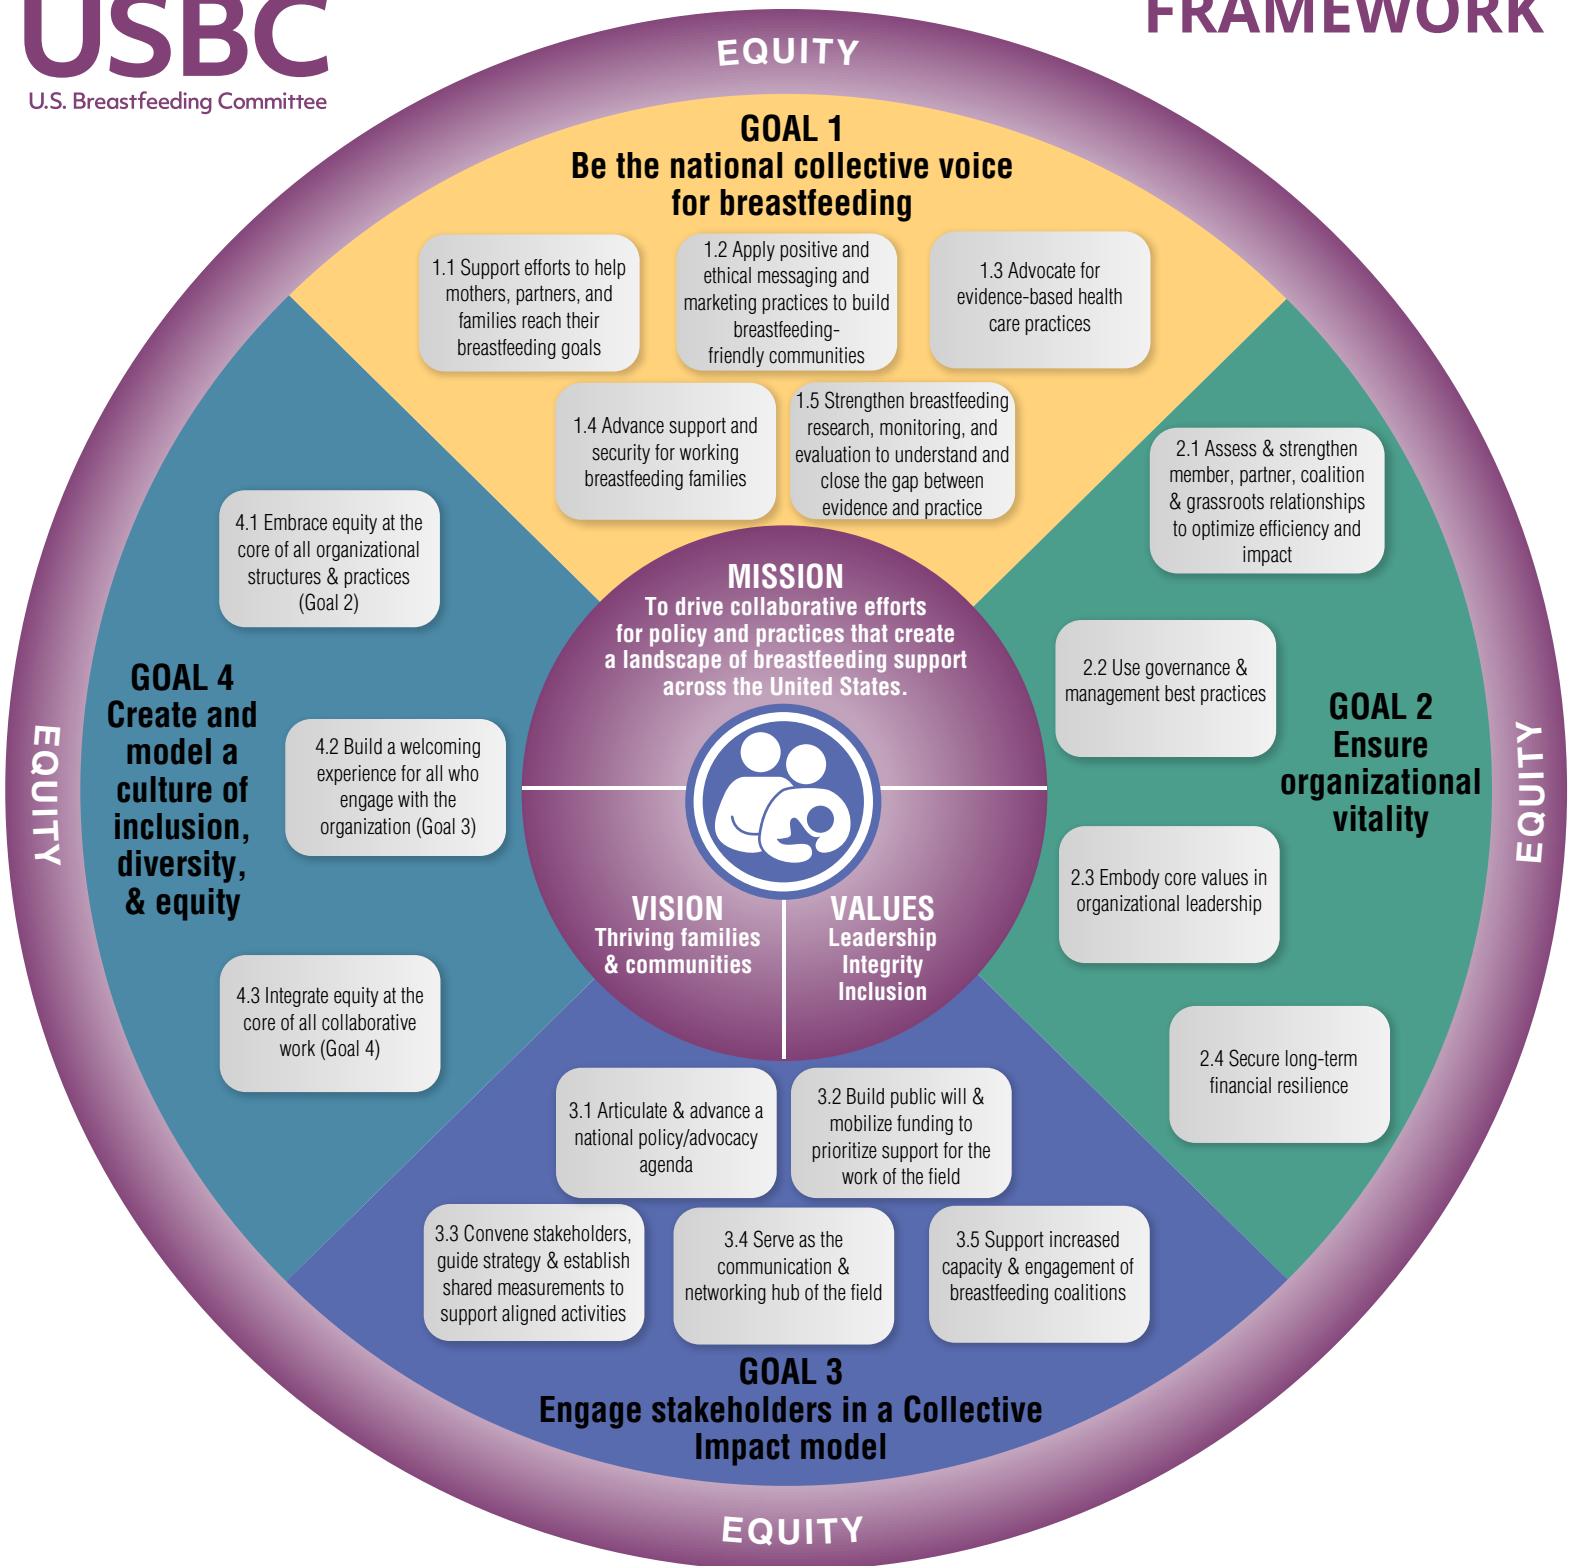 USBC
U.S. Breastfeeding Committee
FRAMEWORK
EQUITY
GOAL 1
Be the national collective voice
for breastfeeding
1.1 Support efforts to help
mothers, partners, and
families reach their
breastfeeding goals
1.2 Apply positive and
ethical messaging and
marketing practices to build
breastfeeding-
friendly communities
1.3 Advocate for
evidence-based health
care practices
1.4 Advance support and
security for working
breastfeeding families
1.5 Strengthen breastfeeding
research, monitoring, and
evaluation to understand and
close the gap between
evidence and practice
EQUITY
GOAL 2
Ensure
organizational
vitality
2.1 Assess & strengthen
member, partner, coalition
& grassroots relationships
to optimize efficiency and
impact
2.2 Use governance &
management best practices
2.3 Embody core values in
organizational leadership
2.4 Secure long-term
financial resilience
MISSION
To drive collaborative efforts
for policy and practices that create
a landscape of breastfeeding support
across the United States.
VISION
Thriving families
& communities
VALUES
Leadership
Integrity
Inclusion
EQUITY
GOAL 4
Create and
model a
culture of
inclusion,
diversity,
& equity
4.1 Embrace equity at the
core of all organizational
structures & practices
(Goal 2)
4.2 Build a welcoming
experience for all who
engage with the
organization (Goal 3)
4.3 Integrate equity at the
core of all collaborative
work (Goal 4)
3.1 Articulate & advance a
national policy/advocacy
agenda
3.2 Build public will &
mobilize funding to
prioritize support for the
work of the field
3.3 Convene stakeholders,
guide strategy & establish
shared measurements to
support aligned activities
3.4 Serve as the
communication &
networking hub of the field
3.5 Support increased
capacity & engagement of
breastfeeding coalitions
GOAL 3
Engage stakeholders in a Collective
Impact model
EQUITY